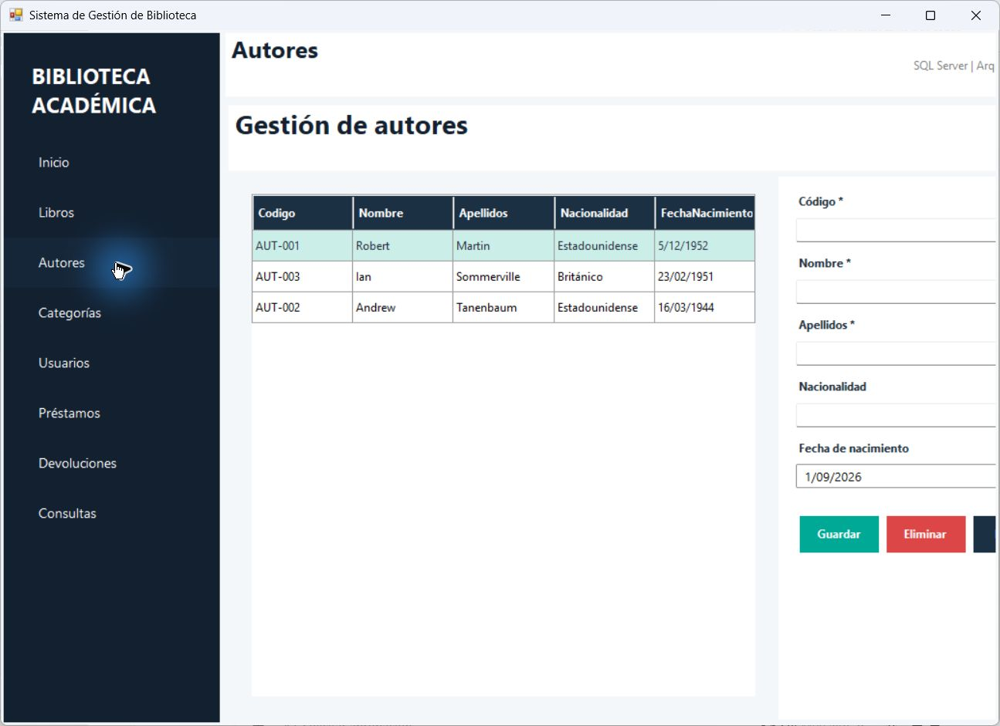 Sistema de Gestión de Biblioteca
BIBLIOTECA
ACADÉMICA
Inicio
Libros
Autores
Categorías
Usuarios
Préstamos
Devoluciones
Consultas
Autores
SQL Server | Arq
Gestión de autores
Codigo Nombre Apellidos Nacionalidad FechaNacimiento
AUT-001 Robert Martin Estadounidense 5/12/1952
AUT-003 Ian Sommerville Británico 23/02/1951
AUT-002 Andrew Tanenbaum Estadounidense 16/03/1944
Código *
Nombre *
Apellidos *
Nacionalidad
Fecha de nacimiento
1/09/2026
Guardar Eliminar